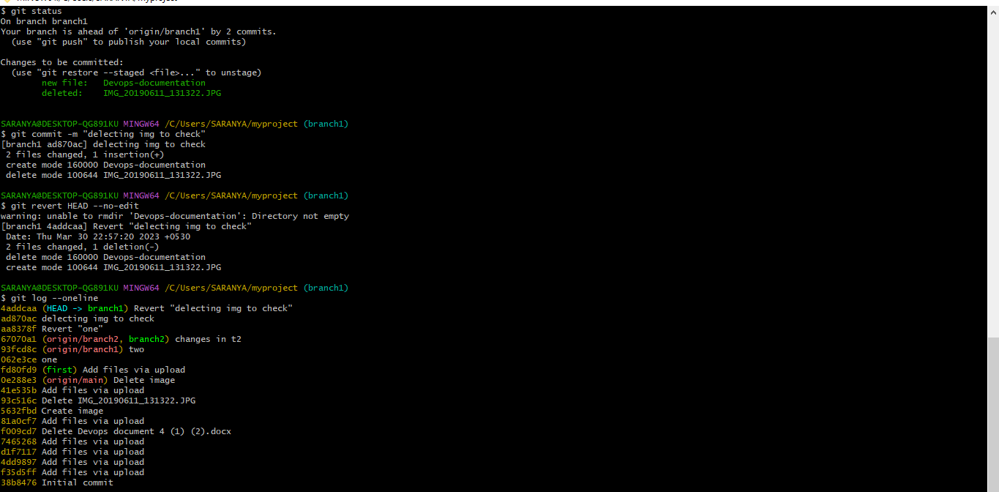 $ git status
On branch branch1
Your branch is ahead of 'origin/branch1' by 2 commits.
  (use "git push" to publish your local commits)
Changes to be committed:
  (use "git restore --staged <file>..." to unstage)
        new file:   Devops-documentation
        deleted:    IMG_20190611_131322.JPG
SARANYA@DESKTOP-QG891KU MINGW64 /C/Users/SARANYA/myproject (branch1)
$ git commit -m "delecting img to check"
[branch1 ad870ac] delecting img to check
 2 files changed, 1 insertion(+)
 create mode 160000 Devops-documentation
 delete mode 100644 IMG_20190611_131322.JPG
SARANYA@DESKTOP-QG891KU MINGW64 /C/Users/SARANYA/myproject (branch1)
$ git revert HEAD --no-edit
warning: unable to rmdir 'Devops-documentation': Directory not empty
[branch1 4addcaa] Revert "delecting img to check"
 Date: Thu Mar 30 22:57:20 2023 +0530
 2 files changed, 1 deletion(-)
 delete mode 160000 Devops-documentation
 create mode 100644 IMG_20190611_131322.JPG
SARANYA@DESKTOP-QG891KU MINGW64 /C/Users/SARANYA/myproject (branch1)
$ git log --oneline
4addcaa (HEAD -> branch1) Revert "delecting img to check"
ad870ac delecting img to check
aa8378f Revert "one"
67070a1 (origin/branch2, branch2) changes in t2
93fcd8c (origin/branch1) two
062e3ce one
fd80fd9 (first) Add files via upload
0e288e3 (origin/main) Delete image
41e535b Add files via upload
93c516c Delete IMG_20190611_131322.JPG
5632fbd Create image
81a0cf7 Add files via upload
f009cd7 Delete Devops document 4 (1) (2).docx
7465268 Add files via upload
d1f7117 Add files via upload
4dd9897 Add files via upload
f35d5ff Add files via upload
38b8476 Initial commit